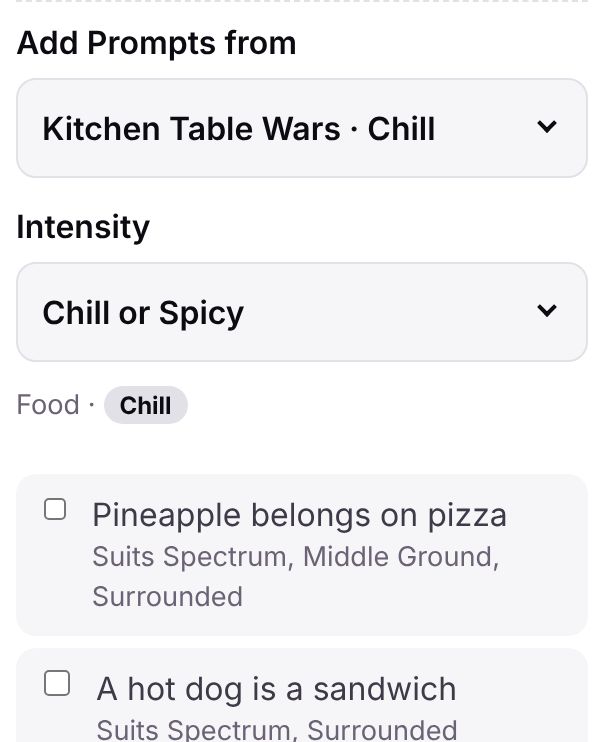 Add Prompts from
Kitchen Table Wars · Chill
Intensity
Chill or Spicy
Food · Chill
Pineapple belongs on pizza
Suits Spectrum, Middle Ground,
Surrounded
A hot dog is a sandwich
Suits Spectrum, Surrounded